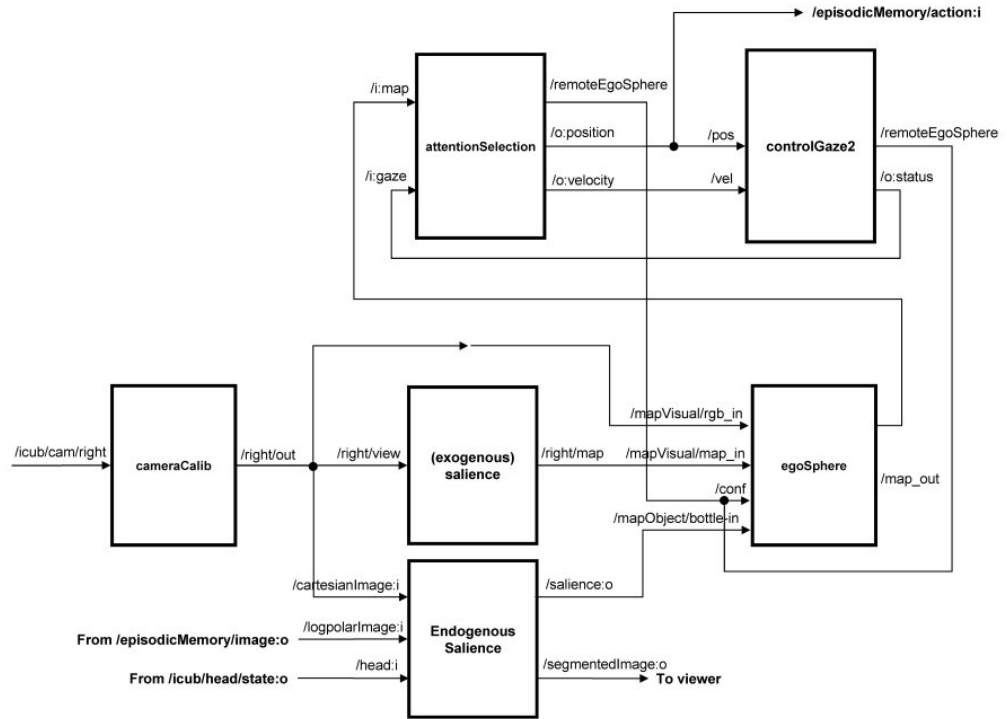 /episodicMemory/action:i
/i:map
/remoteEgoSphere
attentionSelection
/o:position
/pos
controlGaze2
/remoteEgoSphere
/i:gaze
/o:velocity
/vel
/o:status
/mapVisual/rgb_in
/icub/cam/right
cameraCalib
/right/out
/right/view
(exogenous)
salience
/right/map
/mapVisual/map_in
egoSphere
/conf
/map_out
/mapObject/bottle-in
/cartesianImage:i
/salience:o
From /episodicMemory/image:o
/logpolarImage:i
Endogenous
Salience
From /icub/head/state:o
/head:i
/segmentedImage:o
To viewer